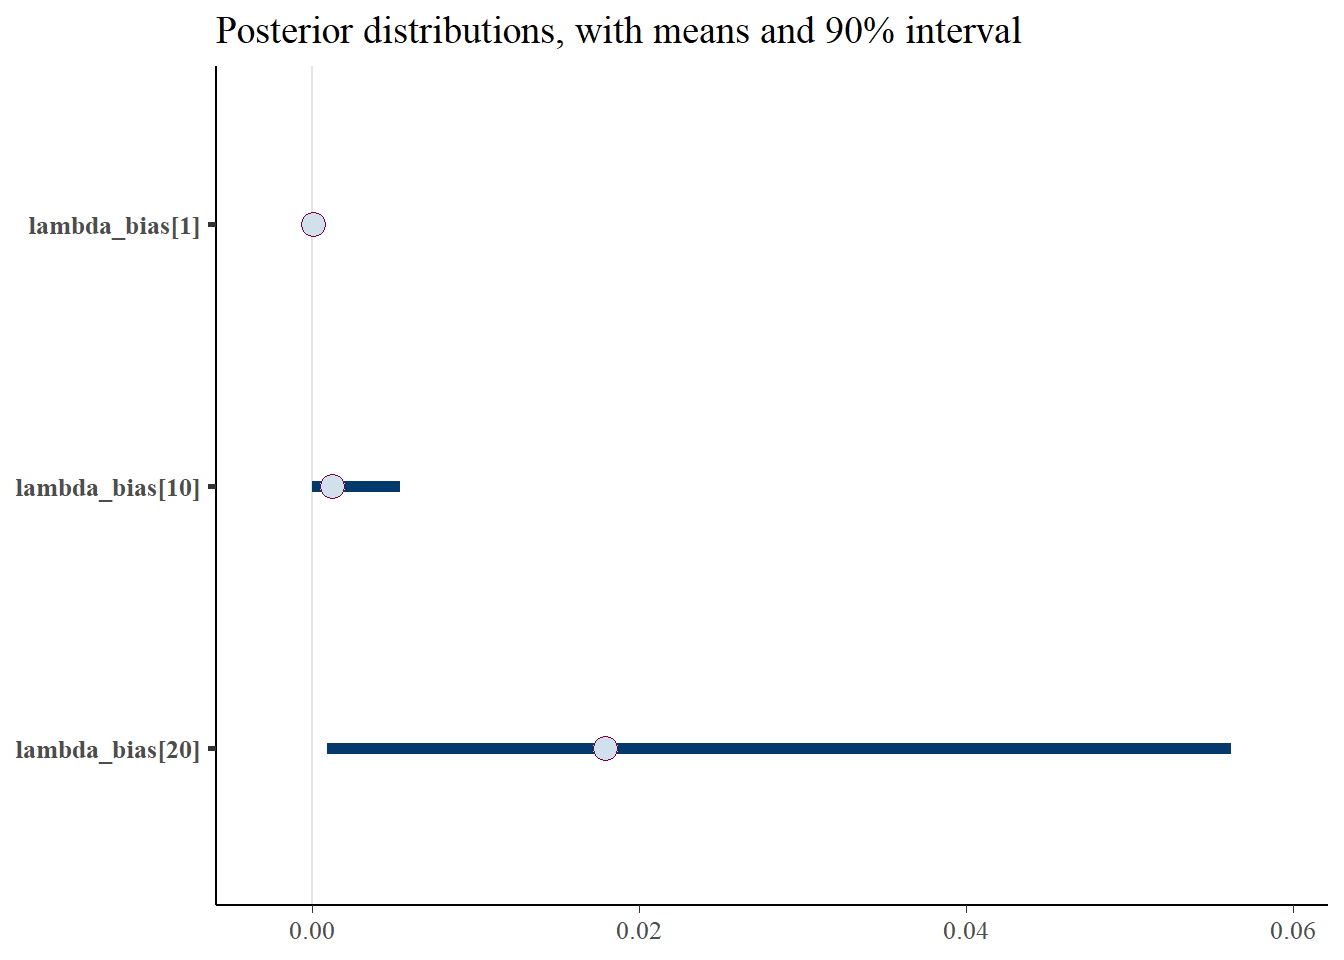 Posterior distributions, with means and 90% interval
lambda_bias[1]
lambda_bias[10]
lambda_bias[20]
0.00 0.02 0.04 0.06